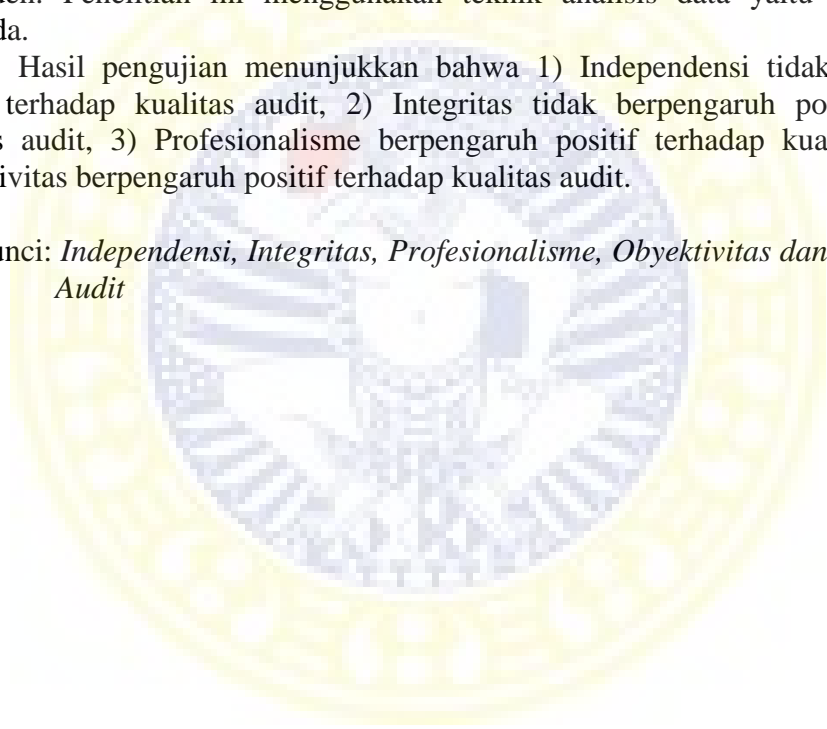 Penelitian ini menggunakan teknik analisis data yaitu
da.
Hasil pengujian menunjukkan bahwa 1) Independensi tidak
terhadap kualitas audit, 2) Integritas tidak berpengaruh po
s audit, 3) Profesionalisme berpengaruh positif terhadap kua
ivitas berpengaruh positif terhadap kualitas audit.
unci: Independensi, Integritas, Profesionalisme, Obyektivitas dan
Audit